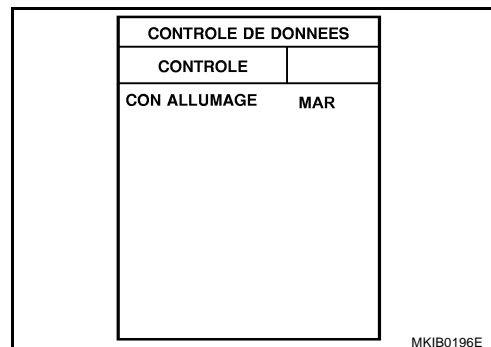 CONTROLE DE DONNEES
CONTROLE
CON ALLUMAGE MAR
MKIB0196E